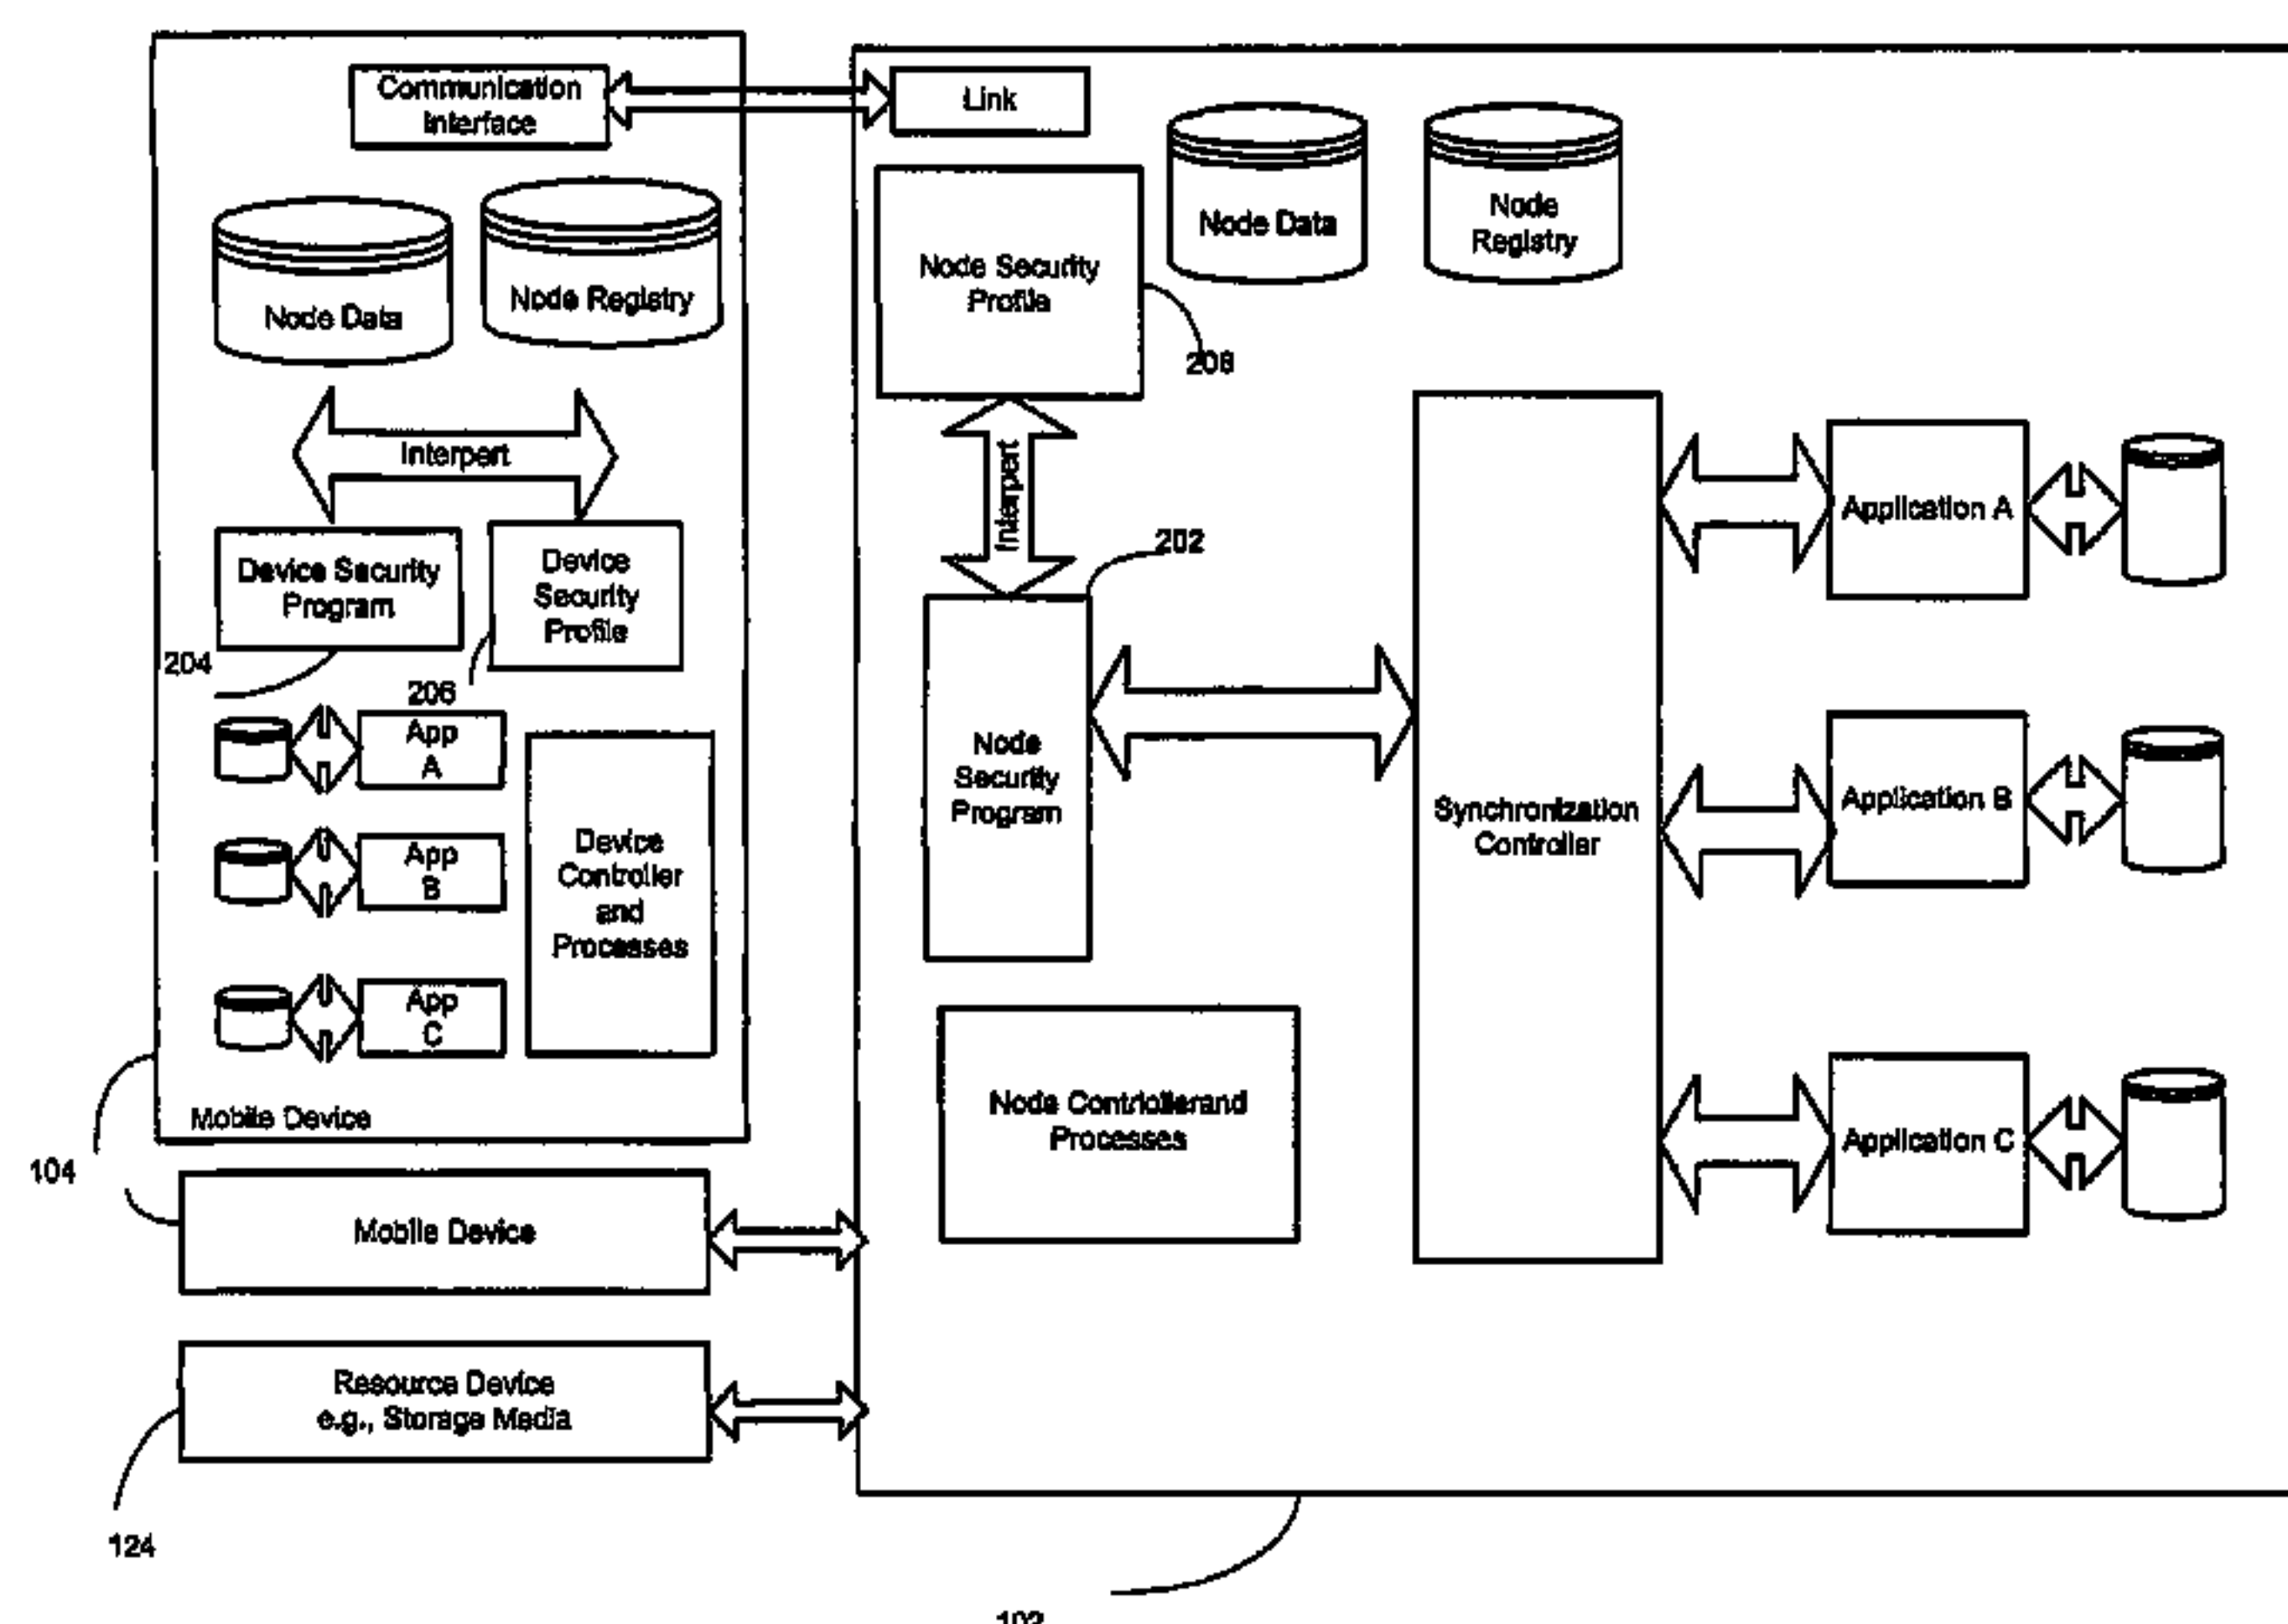 Communication
Interface
Link
Node Data
Node Registry
Node Security
Profile
208
Node Data
Node
Registry
Interpert
Interpert
Device Security
Program
204
Device
Security
Profile
206
202
App
A
App
B
App
C
Device
Controller
and
Processes
Mobile Device
104
Node
Security
Program
Synchronization
Controller
Application A
Application B
Application C
Node Contriollerand
Processes
Mobile Device
Resource Device
e.g., Storage Media
124